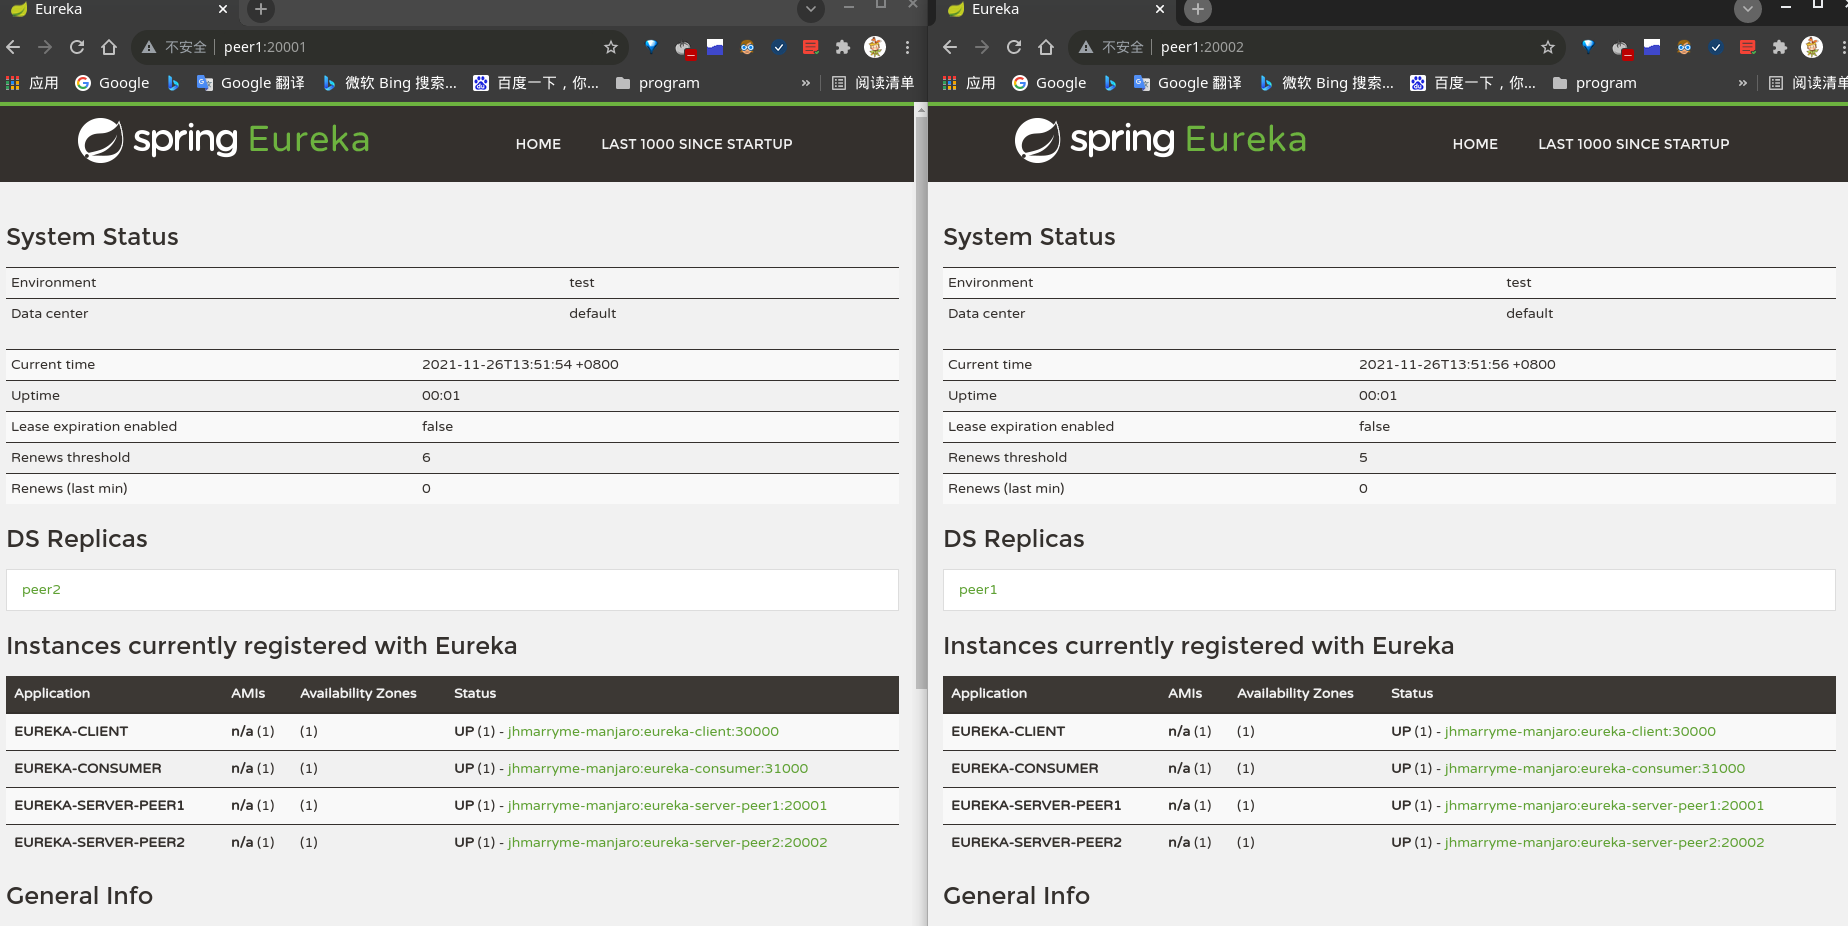 Eureka
不安全 peer1:20001
应用 Google Google 翻译 微软 Bing 搜索... 百度一下，你... program » 阅读清单
spring Eureka HOME LAST 1000 SINCE STARTUP
System Status
Environment test
Data center default
Current time 2021-11-26T13:51:54 +0800
Uptime 00:01
Lease expiration enabled false
Renews threshold 6
Renews (last min) 0
DS Replicas
peer2
Instances currently registered with Eureka
Application AMIs Availability Zones Status
EUREKA-CLIENT n/a (1) (1) UP (1) - jhmarryme-manjaro:eureka-client:30000
EUREKA-CONSUMER n/a (1) (1) UP (1) - jhmarryme-manjaro:eureka-consumer:31000
EUREKA-SERVER-PEER1 n/a (1) (1) UP (1) - jhmarryme-manjaro:eureka-server-peer1:20001
EUREKA-SERVER-PEER2 n/a (1) (1) UP (1) - jhmarryme-manjaro:eureka-server-peer2:20002
General Info
Eureka
不安全 peer1:20002
应用 Google Google 翻译 微软 Bing 搜索... 百度一下，你... program » 阅读清单
spring Eureka HOME LAST 1000 SINCE STARTUP
System Status
Environment test
Data center default
Current time 2021-11-26T13:51:56 +0800
Uptime 00:01
Lease expiration enabled false
Renews threshold 5
Renews (last min) 0
DS Replicas
peer1
Instances currently registered with Eureka
Application AMIs Availability Zones Status
EUREKA-CLIENT n/a (1) (1) UP (1) - jhmarryme-manjaro:eureka-client:30000
EUREKA-CONSUMER n/a (1) (1) UP (1) - jhmarryme-manjaro:eureka-consumer:31000
EUREKA-SERVER-PEER1 n/a (1) (1) UP (1) - jhmarryme-manjaro:eureka-server-peer1:20001
EUREKA-SERVER-PEER2 n/a (1) (1) UP (1) - jhmarryme-manjaro:eureka-server-peer2:20002
General Info